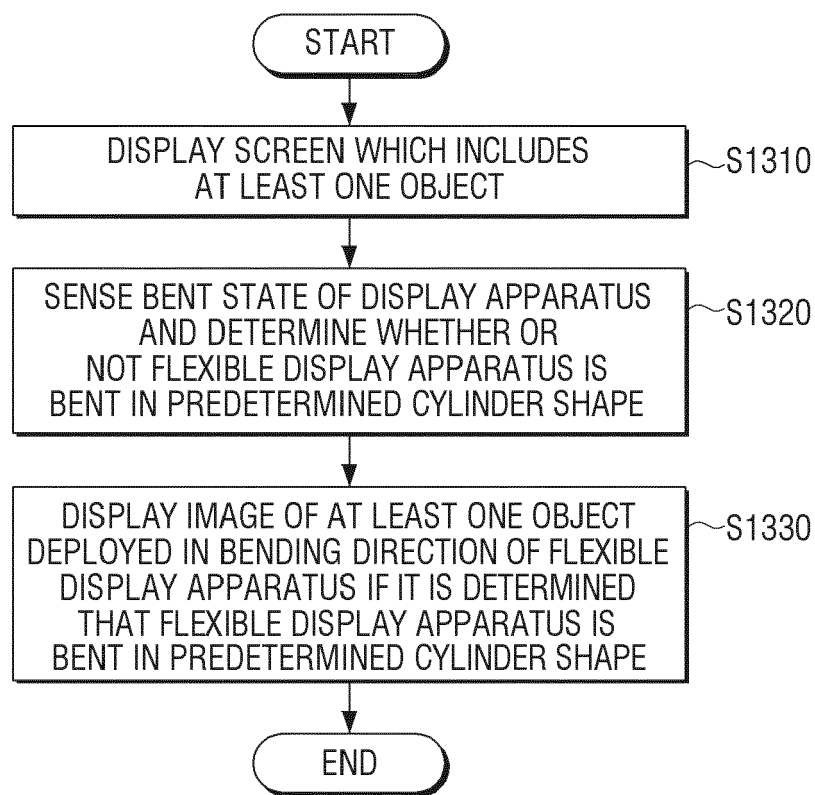 START
DISPLAY SCREEN WHICH INCLUDES
AT LEAST ONE OBJECT
S1310
SENSE BENT STATE OF DISPLAY APPARATUS
AND DETERMINE WHETHER OR
NOT FLEXIBLE DISPLAY APPARATUS IS
BENT IN PREDETERMINED CYLINDER SHAPE
S1320
DISPLAY IMAGE OF AT LEAST ONE OBJECT
DEPLOYED IN BENDING DIRECTION OF FLEXIBLE
DISPLAY APPARATUS IF IT IS DETERMINED
THAT FLEXIBLE DISPLAY APPARATUS IS
BENT IN PREDETERMINED CYLINDER SHAPE
S1330
END